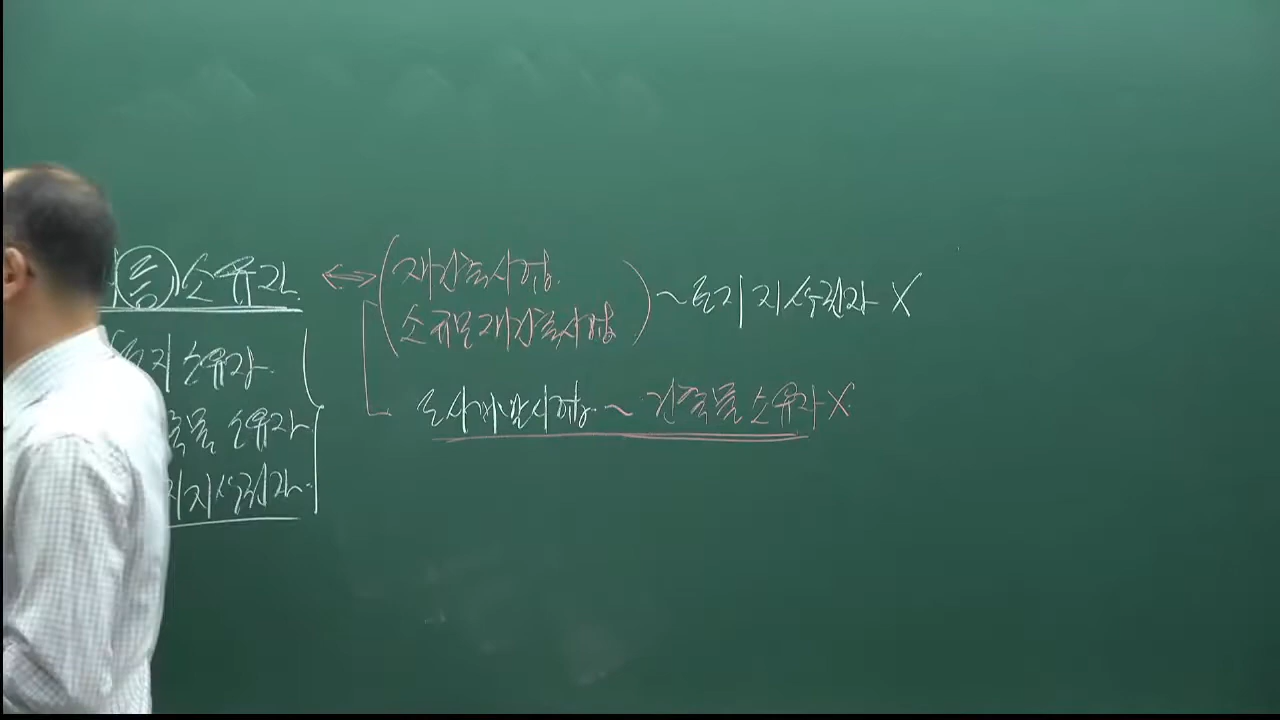 등 소유자 ↔ ( 재건축사업.
소규모재건축사업 ) ~ 토지 지상권자 X
지 소유자.
도시개발사업. ~ 건축물 소유자 X.
축물 소유자
지상권자.